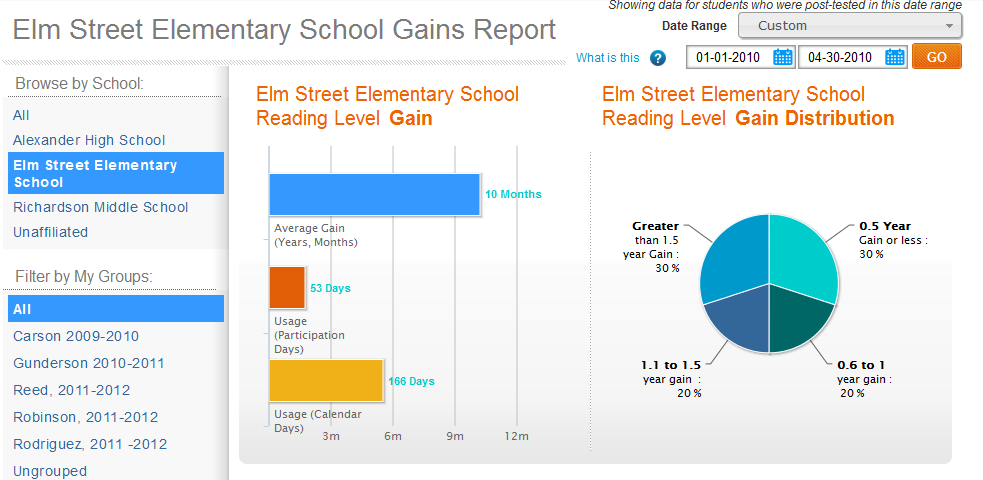 Showing data for students who were post-tested in this date range
Elm Street Elementary School Gains Report
Date Range
Custom
What is this
?
01-01-2010
04-30-2010
GO
Browse by School:
All
Alexander High School
Elm Street Elementary
School
Richardson Middle School
Unaffiliated
Filter by My Groups:
All
Carson 2009-2010
Gunderson 2010-2011
Reed, 2011-2012
Robinson, 2011-2012
Rodriguez, 2011 -2012
Ungrouped
Elm Street Elementary School
Reading Level Gain
10 Months
Average Gain
(Years, Months)
53 Days
Usage
(Participation
Days)
166 Days
Usage (Calendar
Days)
3m
6m
9m
12m
Elm Street Elementary School
Reading Level Gain Distribution
Greater
than 1.5
year Gain :
30 %
0.5 Year
Gain or less :
30 %
1.1 to 1.5
year gain :
20 %
0.6 to 1
year gain :
20 %